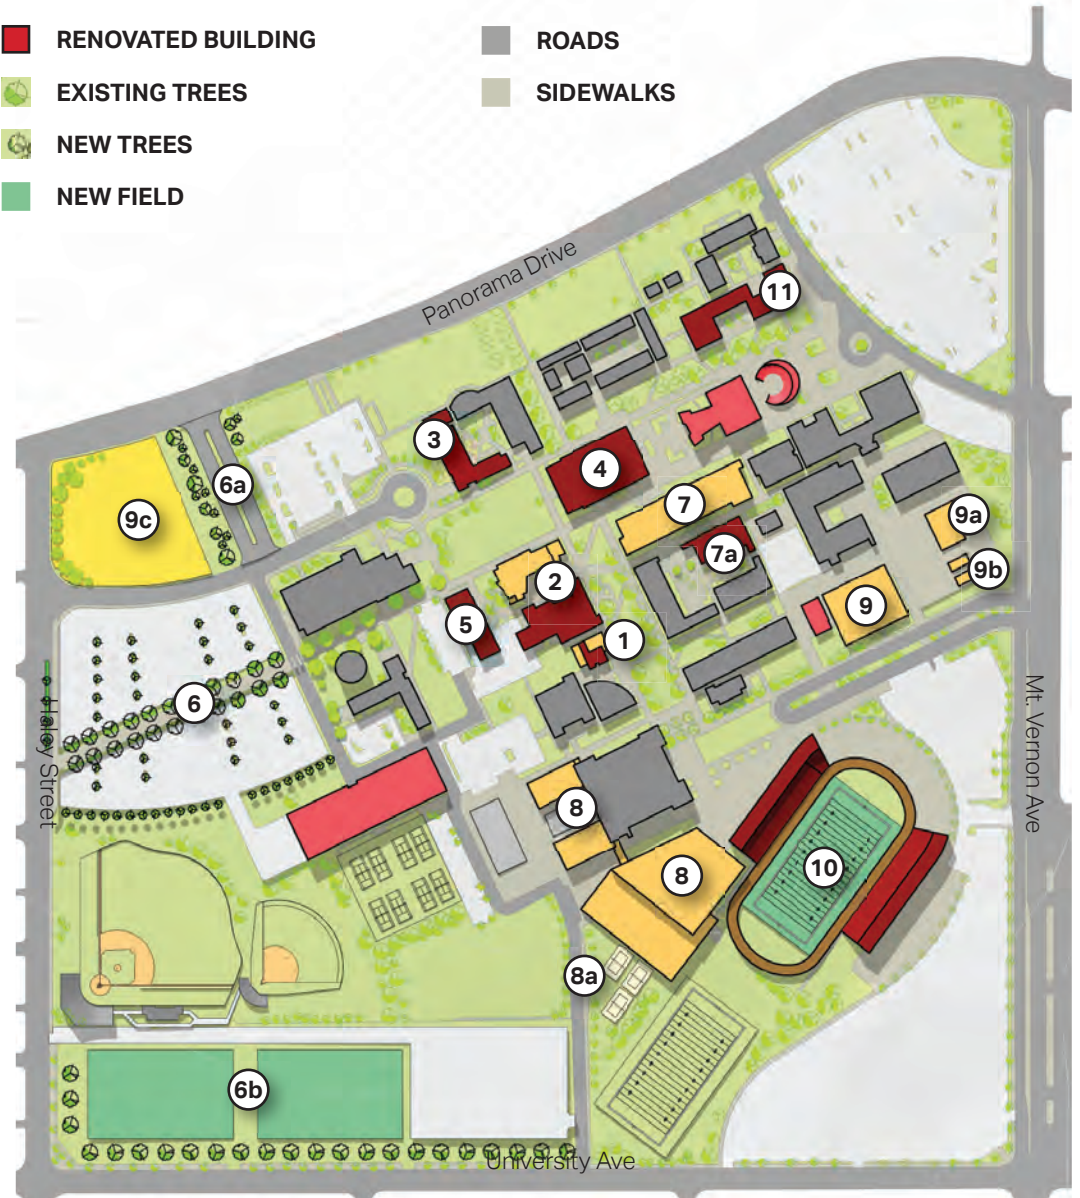 RENOVATED BUILDING
EXISTING TREES
NEW TREES
NEW FIELD
ROADS
SIDEWALKS
Panorama Drive
11
3
4
6a
7
9c
9a
7a
2
9b
9
5
1
6
Haley Street
Mt. Vernon Ave
8
8
10
8a
6b
University Ave